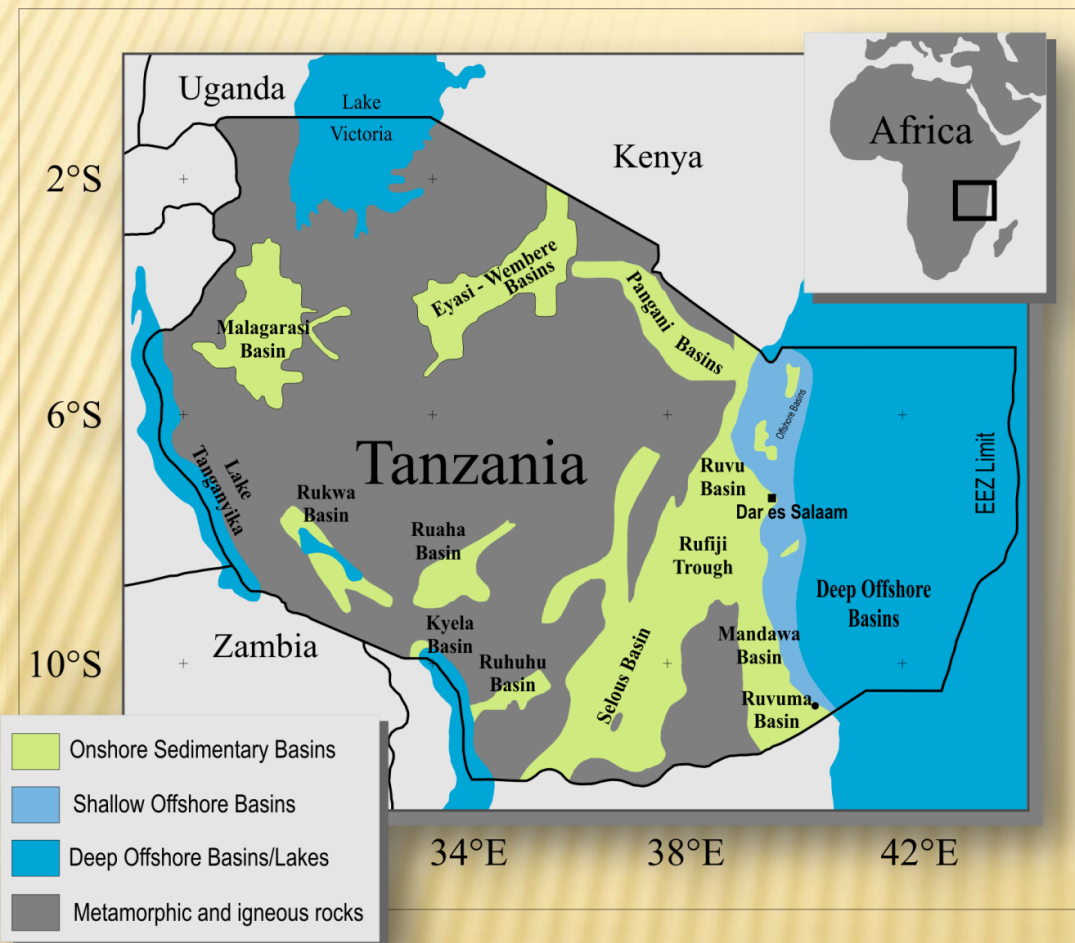 Uganda
Lake
Victoria
Kenya
Africa
2°S
6°S
10°S
Eyasi - Wembere
Basins
Malagarasi
Basin
Pangani Basins
Offshore Basins
Tanzania
Lake
Tanganyika
Rukwa
Basin
Ruaha
Basin
Ruvu
Basin
Dar es Salaam
Rufiji
Trough
EEZ Limit
Deep Offshore
Basins
Kyela
Basin
Zambia
Ruhuhu
Basin
Selous Basin
Mandawa
Basin
Ruvuma
Basin
Onshore Sedimentary Basins
Shallow Offshore Basins
Deep Offshore Basins/Lakes
Metamorphic and igneous rocks
34°E
38°E
42°E